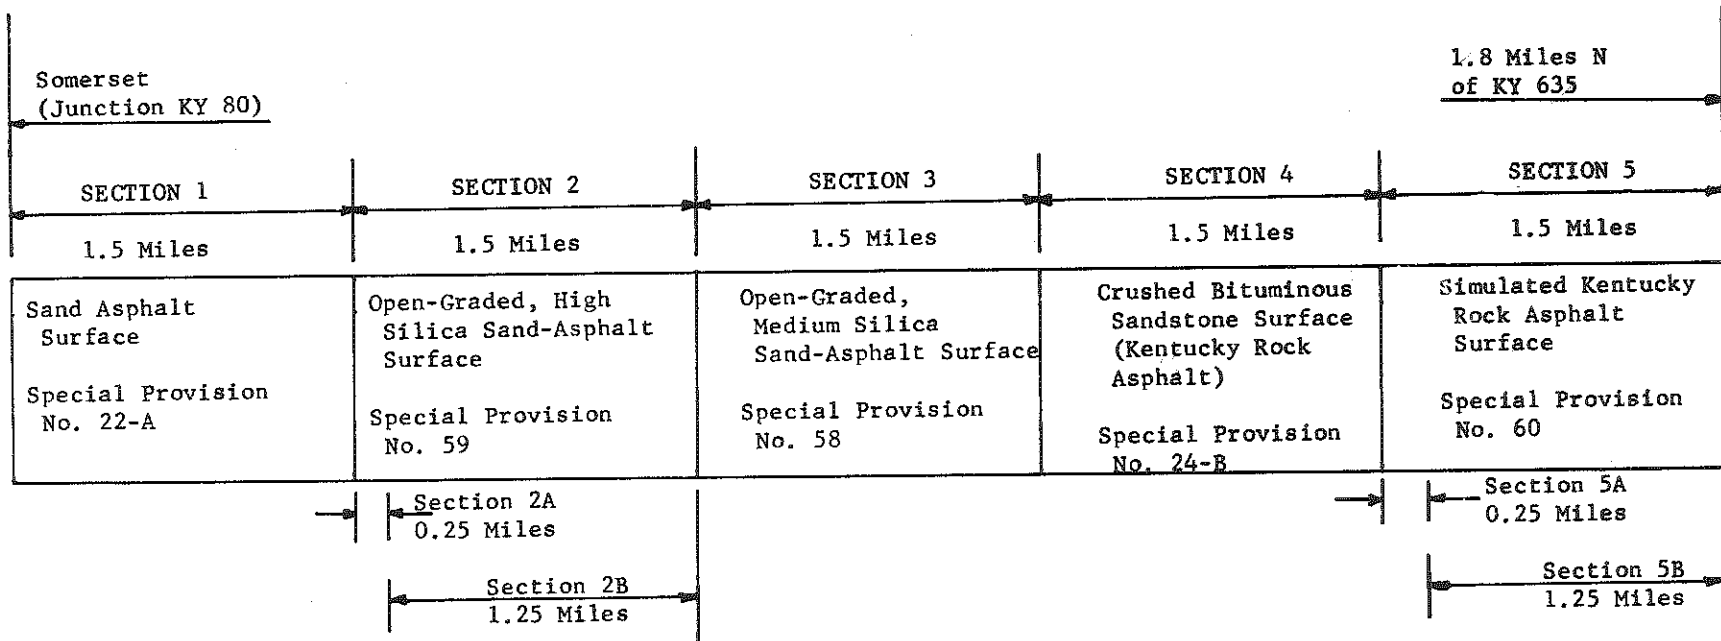 Somerset
(Junction KY 80)
1.8 Miles N
of KY 635
SECTION 1
SECTION 2
SECTION 3
SECTION 4
SECTION 5
1.5 Miles
1.5 Miles
1.5 Miles
1.5 Miles
1.5 Miles
Sand Asphalt
Surface
Special Provision
No. 22-A
Open-Graded, High
Silica Sand-Asphalt
Surface
Special Provision
No. 59
Open-Graded,
Medium Silica
Sand-Asphalt Surface
Special Provision
No. 58
Crushed Bituminous
Sandstone Surface
(Kentucky Rock
Asphalt)
Special Provision
No. 24-B
Simulated Kentucky
Rock Asphalt
Surface
Special Provision
No. 60
Section 2A
0.25 Miles
Section 5A
0.25 Miles
Section 2B
1.25 Miles
Section 5B
1.25 Miles